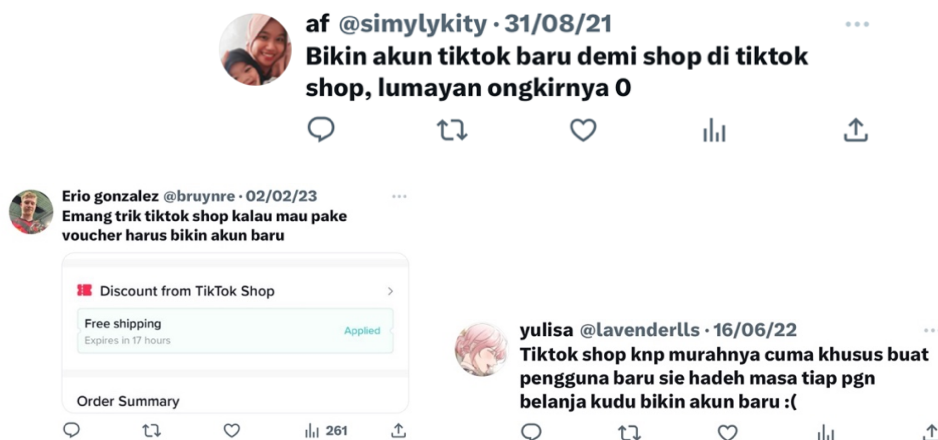 af @simylykity · 31/08/21
Bikin akun tiktok baru demi shop di tiktok
shop, lumayan ongkirnya 0
Erio gonzalez @bruynre · 02/02/23
Emang trik tiktok shop kalau mau pake
voucher harus bikin akun baru
Discount from TikTok Shop
Free shipping
Applied
Expires in 17 hours
Order Summary
261
yulisa @lavenderlls · 16/06/22
Tiktok shop knp murahnya cuma khusus buat
pengguna baru sie hadeh masa tiap pgn
belanja kudu bikin akun baru :(